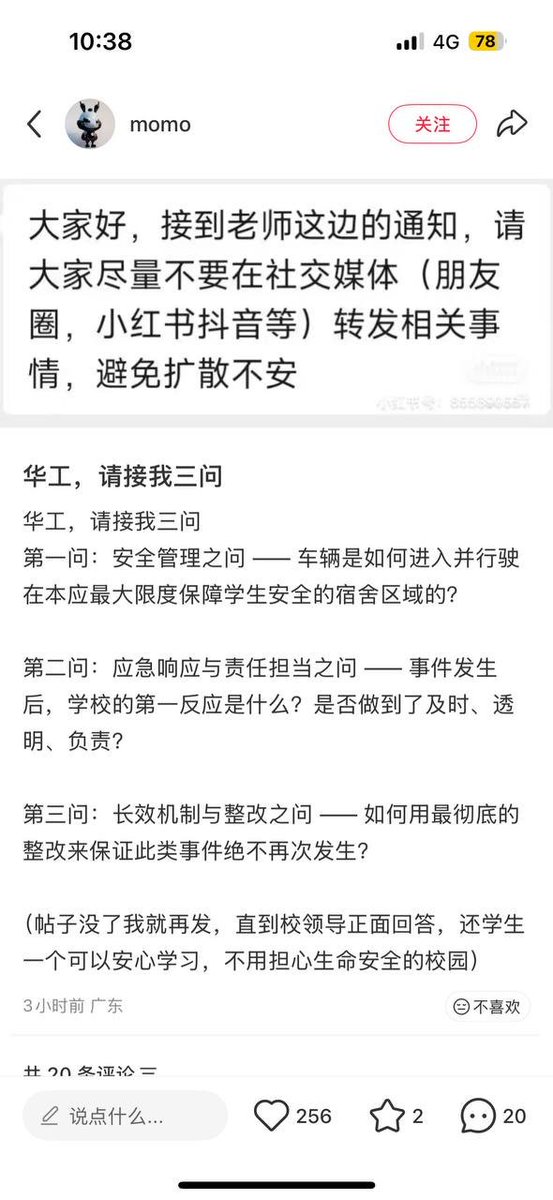 10:38
4G 78
momo
关注
大家好，接到老师这边的通知，请
大家尽量不要在社交媒体（朋友
圈，小红书抖音等）转发相关事
情，避免扩散不安
小红书号：
华工，请接我三问
华工，请接我三问
第一问：安全管理之问 —— 车辆是如何进入并行驶
在本应最大限度保障学生安全的宿舍区域的？
第二问：应急响应与责任担当之问 —— 事件发生
后，学校的第一反应是什么？是否做到了及时、透
明、负责？
第三问：长效机制与整改之问 —— 如何用最彻底的
整改来保证此类事件绝不再次发生？
（帖子没了我就再发，直到校领导正面回答，还学生
一个可以安心学习，不用担心生命安全的校园）
3小时前 广东
不喜欢
共 20 条评论
说点什么...
256
2
20